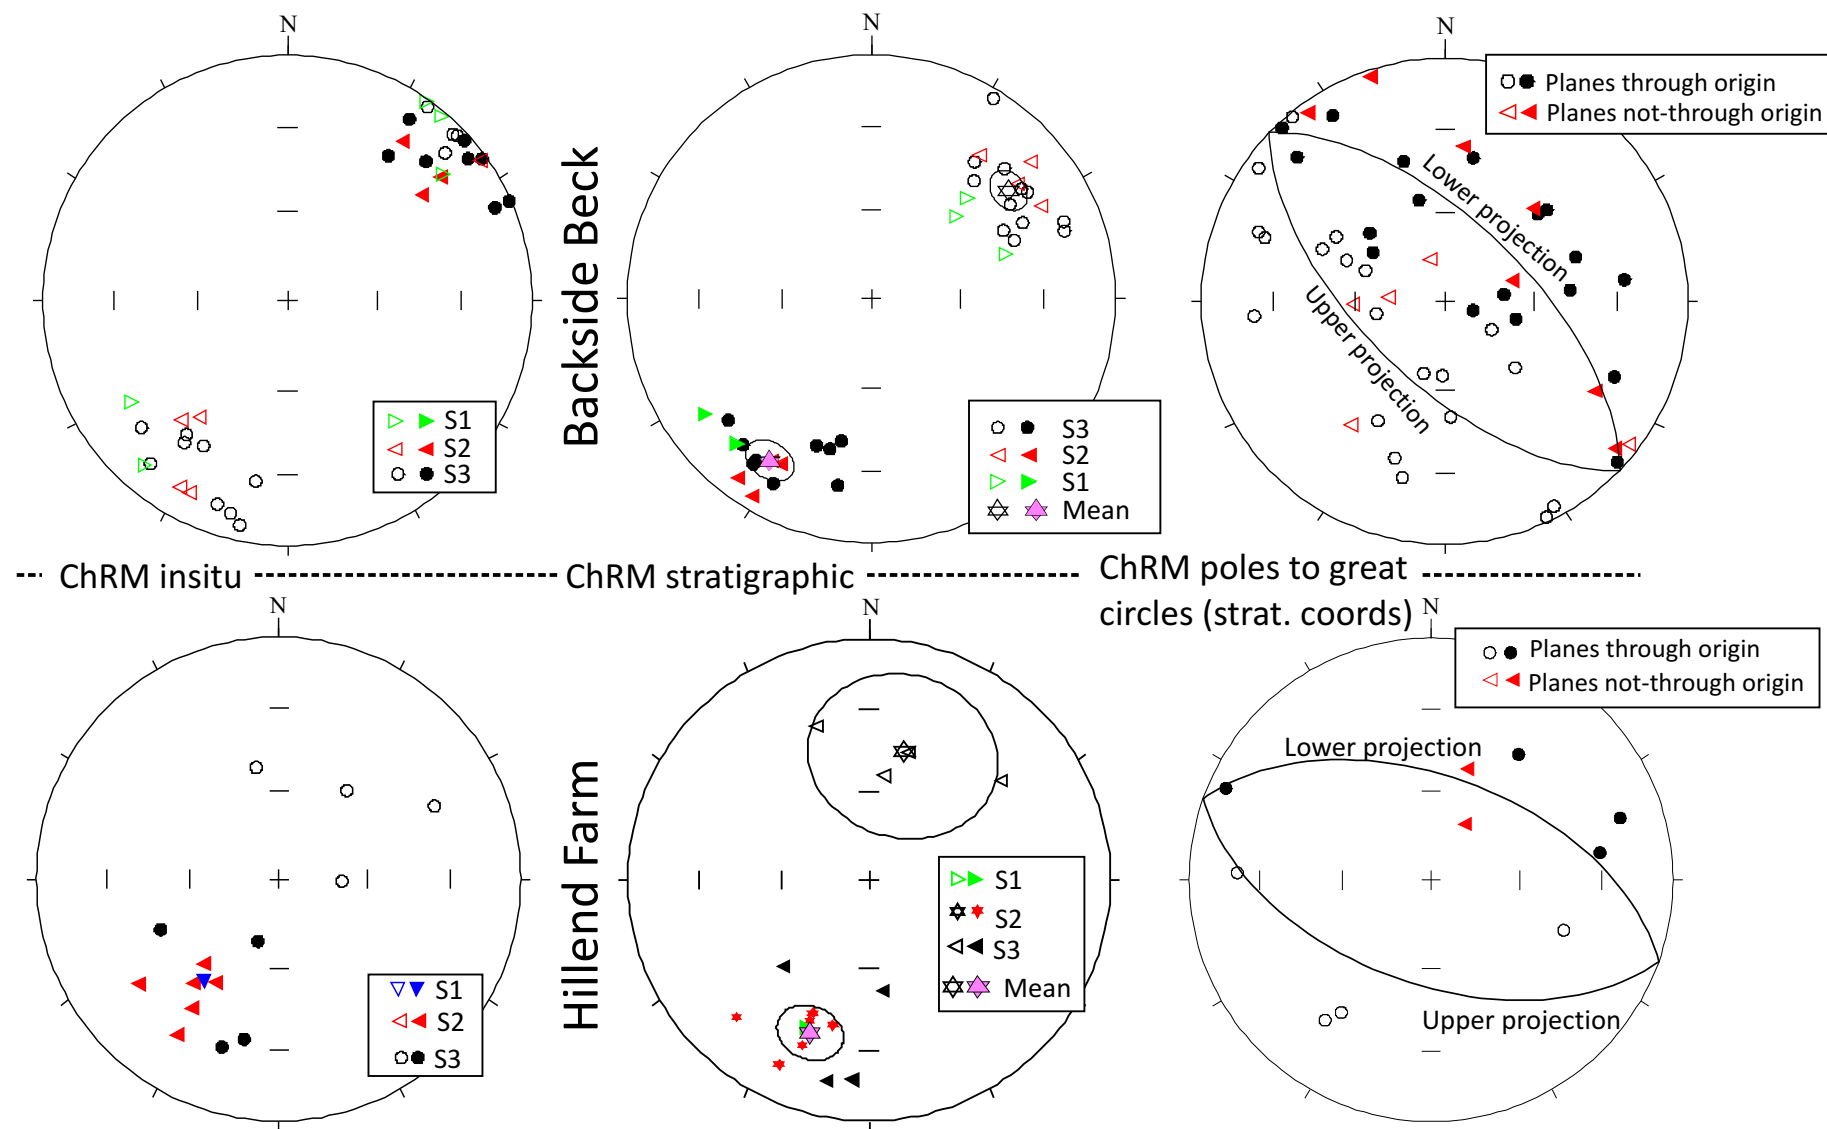 N
N
N
Planes through origin
Planes not-through origin
Lower projection
Upper projection
Backside Beck
S1
S2
S3
S3
S2
S1
Mean
ChRM insitu
ChRM stratigraphic
ChRM poles to great
circles (strat. coords)
N
N
N
Planes through origin
Planes not-through origin
Lower projection
Upper projection
Hillend Farm
S1
S2
S3
S1
S2
S3
Mean